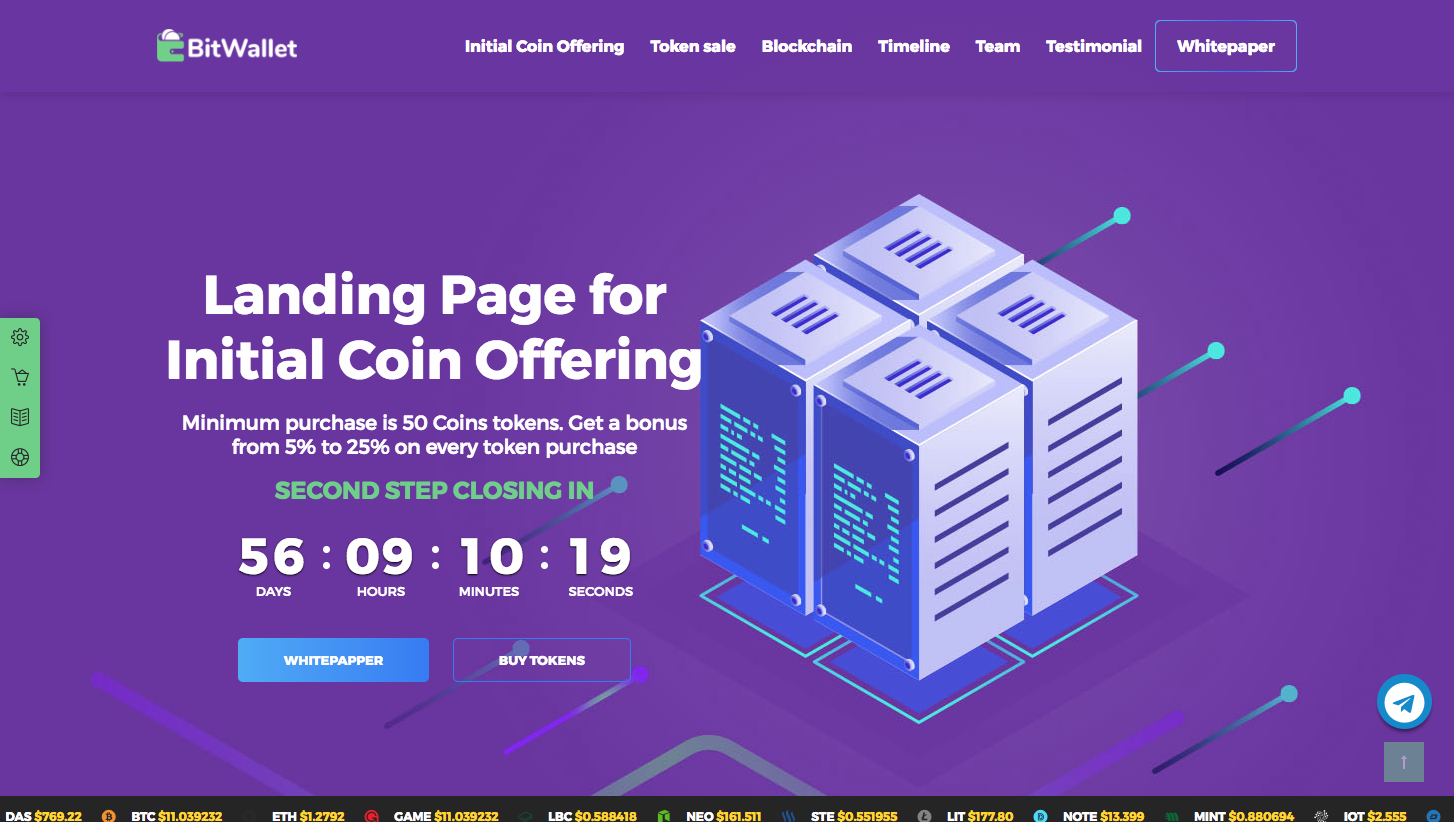 BitWallet
Initial Coin Offering Token sale Blockchain Timeline Team Testimonial Whitepaper
Landing Page for
Initial Coin Offering
Minimum purchase is 50 Coins tokens. Get a bonus
from 5% to 25% on every token purchase
SECOND STEP CLOSING IN
56 : 09 : 10 : 19
DAYS HOURS MINUTES SECONDS
WHITEPAPPER BUY TOKENS
DAS $769.22 BTC $11.039232 ETH $1.2792 GAME $11.039232 LBC $0.588418 NEO $161.511 STE $0.551955 LIT $177.80 NOTE $13.399 MINT $0.880694 IOT $2.555